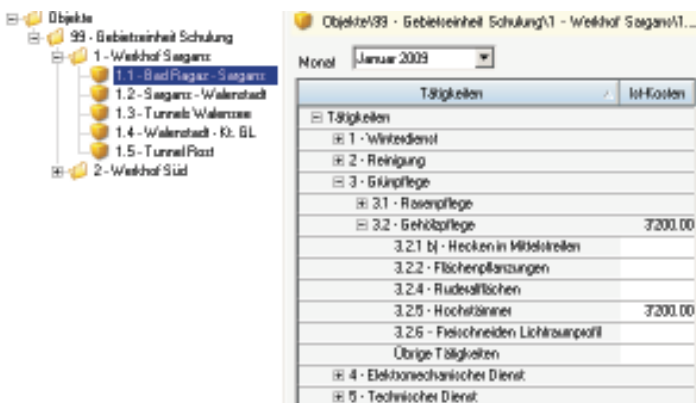 Objekte
99 - Gebietseinheit Schulung
1 - Werkhof Sargans
1.1 - Bad Ragaz - Sargans
1.2 - Sargans - Walenstadt
1.3 - Tunnels Walensee
1.4 - Walenstadt - Kt. GL
1.5 - Tunnel Rost
2 - Werkhof Süd
Objekte\99 - Gebietseinheit Schulung\1 - Werkhof Sargans\1....
Monat Januar 2009
Tätigkeiten Ist-Kosten
Tätigkeiten
1 - Winterdienst
2 - Reinigung
3 - Grünpflege
3.1 - Rasenpflege
3.2 - Gehölzpflege 3'200.00
3.2.1 b) - Hecken in Mittelstreifen
3.2.2 - Flächenpflanzungen
3.2.4 - Ruderalflächen
3.2.5 - Hochstämmer 3'200.00
3.2.6 - Freischneiden Lichtraumprofil
Übrige Tätigkeiten
4 - Elektromechanischer Dienst
5 - Technischer Dienst